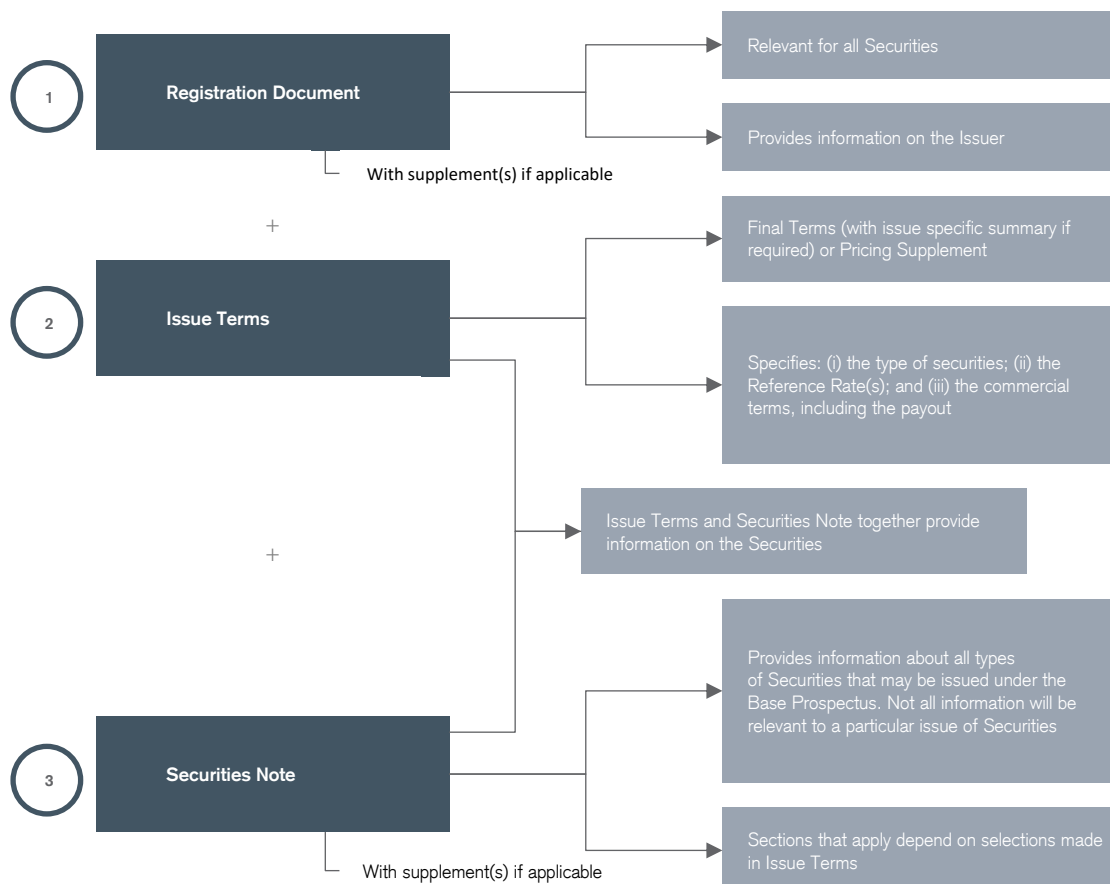 1
Registration Document
Relevant for all Securities
Provides information on the Issuer
With supplement(s) if applicable
+
2
Issue Terms
Final Terms (with issue specific summary if
required) or Pricing Supplement
Specifies: (i) the type of securities; (ii) the
Reference Rate(s); and (iii) the commercial
terms, including the payout
Issue Terms and Securities Note together provide
information on the Securities
+
3
Securities Note
Provides information about all types
of Securities that may be issued under the
Base Prospectus. Not all information will be
relevant to a particular issue of Securities
Sections that apply depend on selections made
in Issue Terms
With supplement(s) if applicable